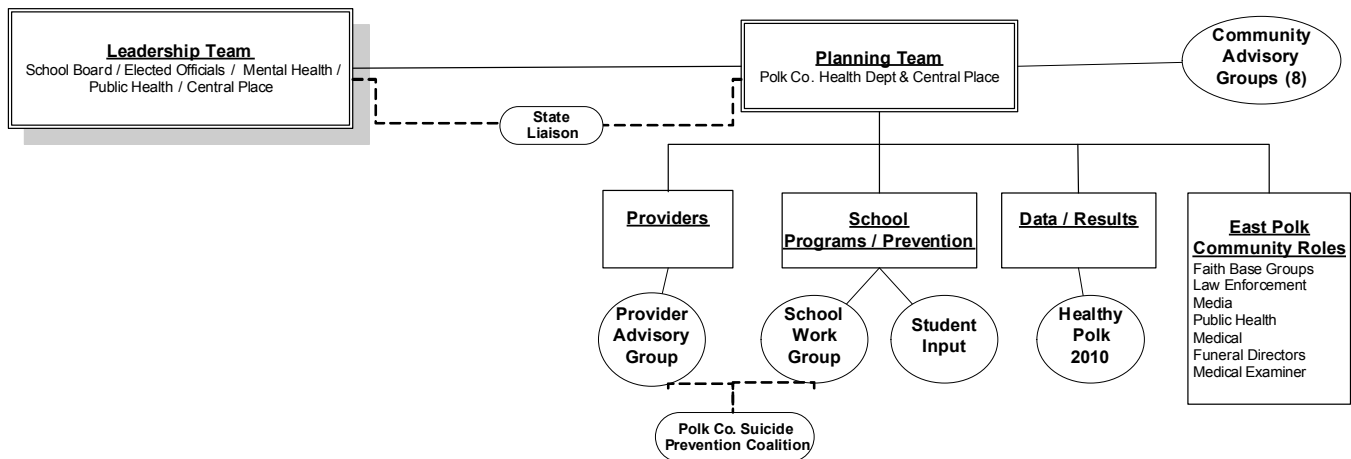 Leadership Team
School Board / Elected Officials / Mental Health /
Public Health / Central Place
Planning Team
Polk Co. Health Dept & Central Place
Community
Advisory
Groups (8)
State
Liaison
Providers
School
Programs / Prevention
Data / Results
East Polk
Community Roles
Faith Base Groups
Law Enforcement
Media
Public Health
Medical
Funeral Directors
Medical Examiner
Provider
Advisory
Group
School
Work
Group
Student
Input
Healthy
Polk
2010
Polk Co. Suicide
Prevention Coalition